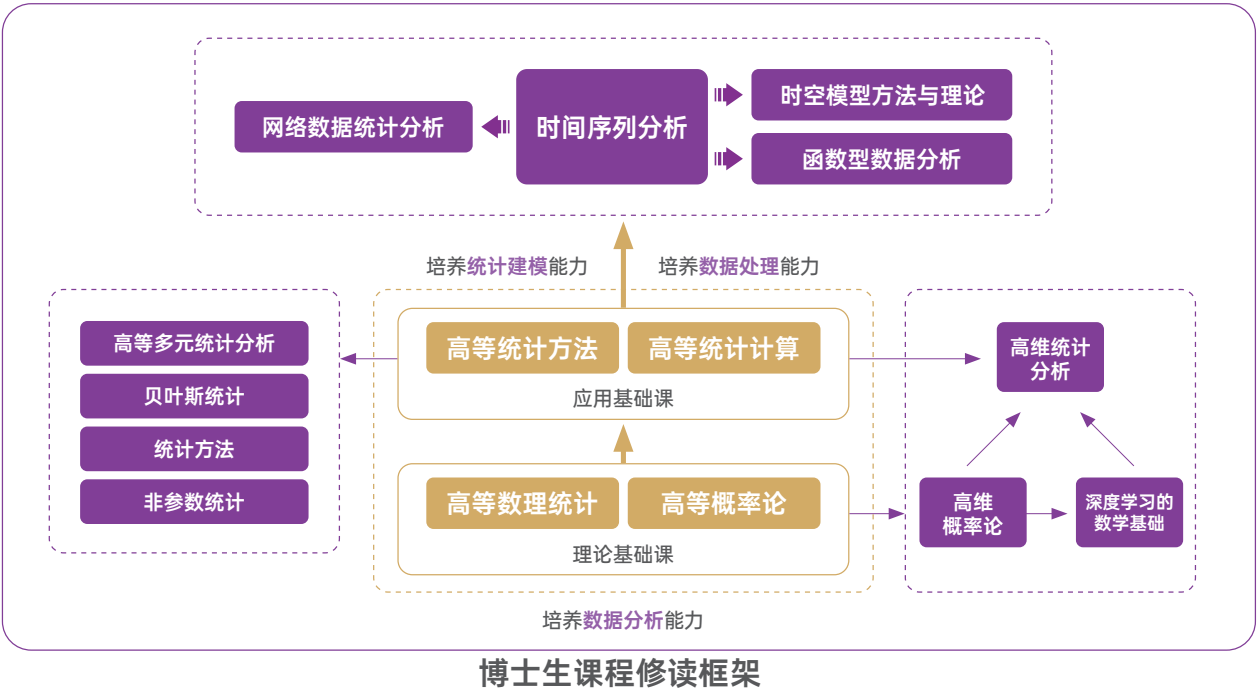 网络数据统计分析
时间序列分析
时空模型方法与理论
函数型数据分析
培养统计建模能力
培养数据处理能力
高等多元统计分析
贝叶斯统计
统计方法
非参数统计
高等统计方法
高等统计计算
应用基础课
高等数理统计
高等概率论
理论基础课
高维统计
分析
高维
概率论
深度学习的
数学基础
培养数据分析能力
博士生课程修读框架